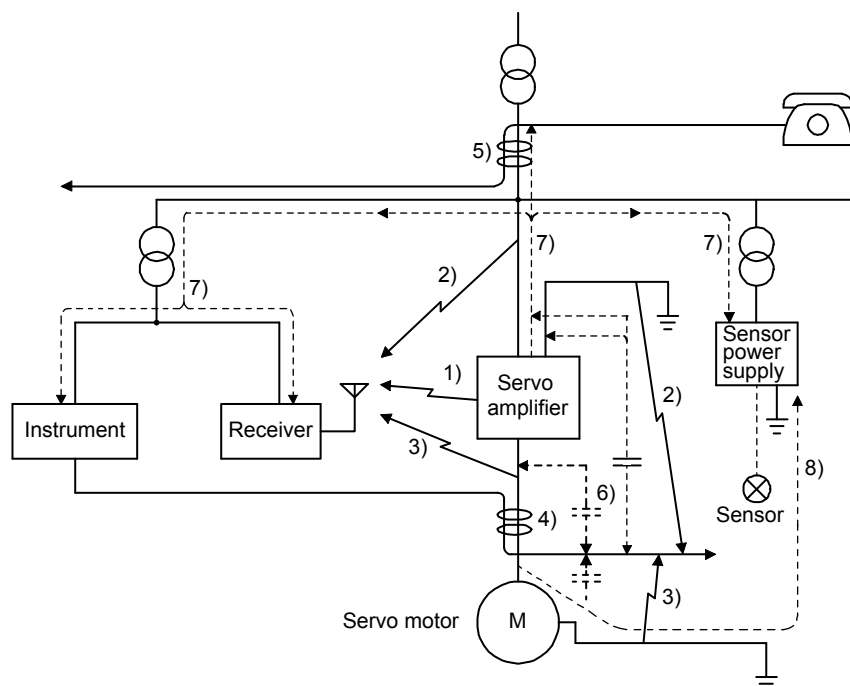 5)
7)
7)
2)
7)
Sensor
power
supply
1)
Servo
amplifier
2)
Instrument
Receiver
3)
6)
8)
4)
Sensor
3)
Servo motor
M